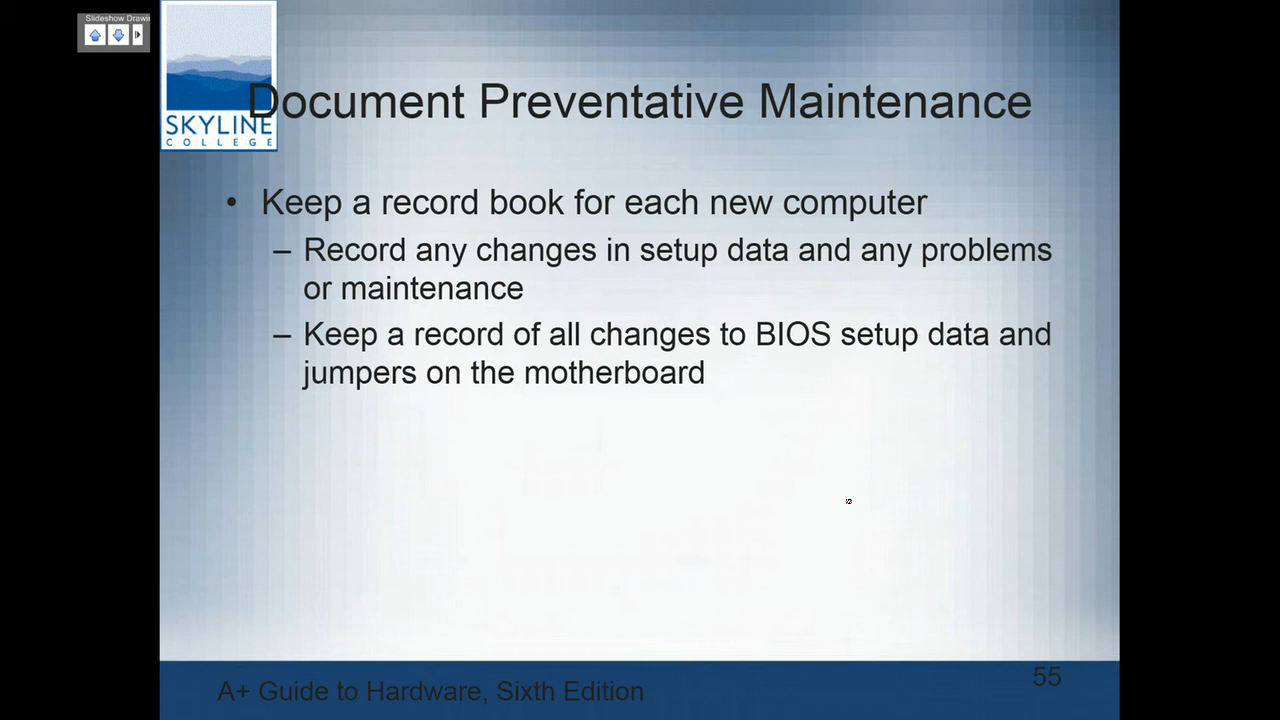 Slideshow Drawi
SKYLINE
COLLEGE
Document Preventative Maintenance
• Keep a record book for each new computer
– Record any changes in setup data and any problems
or maintenance
– Keep a record of all changes to BIOS setup data and
jumpers on the motherboard
A+ Guide to Hardware, Sixth Edition
55